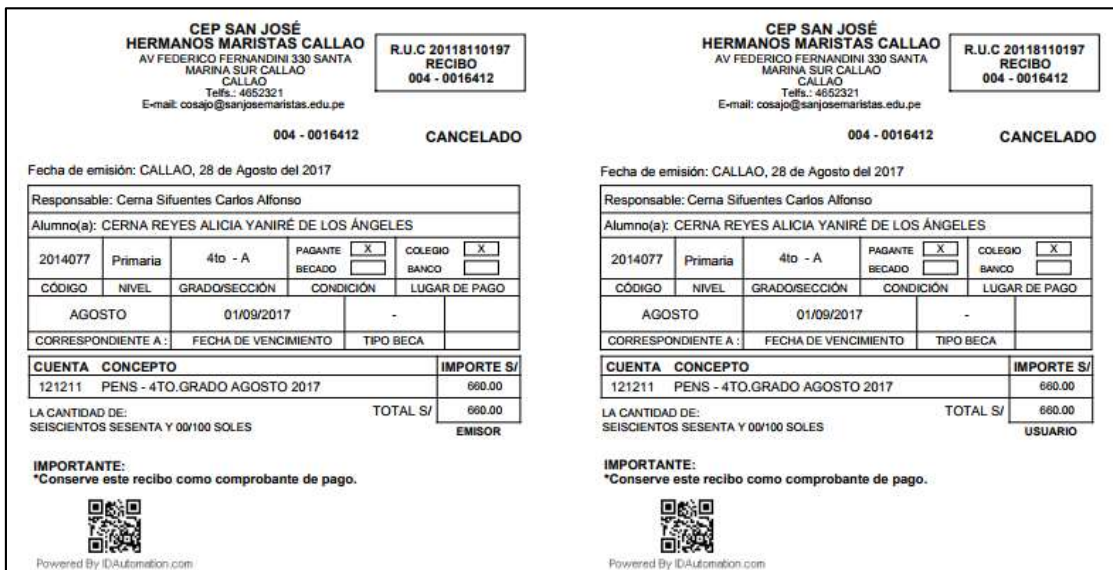 CEP SAN JOSÉ
HERMANOS MARISTAS CALLAO
AV FEDERICO FERNANDINI 330 SANTA
MARINA SUR CALLAO
CALLAO
Telfs.: 4652321
E-mail: cosajo@sanjosemaristas.edu.pe
R.U.C 20118110197
RECIBO
004 - 0016412
004 - 0016412 CANCELADO
Fecha de emisión: CALLAO, 28 de Agosto del 2017
Responsable: Cerna Sifuentes Carlos Alfonso
Alumno(a): CERNA REYES ALICIA YANIRÉ DE LOS ÁNGELES
2014077 Primaria 4to - A PAGANTE X COLEGIO X
BECADO BANCO
CÓDIGO NIVEL GRADO/SECCIÓN CONDICIÓN LUGAR DE PAGO
AGOSTO 01/09/2017 -
CORRESPONDIENTE A : FECHA DE VENCIMIENTO TIPO BECA
CUENTA CONCEPTO IMPORTE S/
121211 PENS - 4TO.GRADO AGOSTO 2017 660.00
LA CANTIDAD DE: TOTAL S/ 660.00
SEISCIENTOS SESENTA Y 00/100 SOLES EMISOR
IMPORTANTE:
*Conserve este recibo como comprobante de pago.
Powered By IDAutomation.com
CEP SAN JOSÉ
HERMANOS MARISTAS CALLAO
AV FEDERICO FERNANDINI 330 SANTA
MARINA SUR CALLAO
CALLAO
Telfs.: 4652321
E-mail: cosajo@sanjosemaristas.edu.pe
R.U.C 20118110197
RECIBO
004 - 0016412
004 - 0016412 CANCELADO
Fecha de emisión: CALLAO, 28 de Agosto del 2017
Responsable: Cerna Sifuentes Carlos Alfonso
Alumno(a): CERNA REYES ALICIA YANIRÉ DE LOS ÁNGELES
2014077 Primaria 4to - A PAGANTE X COLEGIO X
BECADO BANCO
CÓDIGO NIVEL GRADO/SECCIÓN CONDICIÓN LUGAR DE PAGO
AGOSTO 01/09/2017 -
CORRESPONDIENTE A : FECHA DE VENCIMIENTO TIPO BECA
CUENTA CONCEPTO IMPORTE S/
121211 PENS - 4TO.GRADO AGOSTO 2017 660.00
LA CANTIDAD DE: TOTAL S/ 660.00
SEISCIENTOS SESENTA Y 00/100 SOLES USUARIO
IMPORTANTE:
*Conserve este recibo como comprobante de pago.
Powered By IDAutomation.com